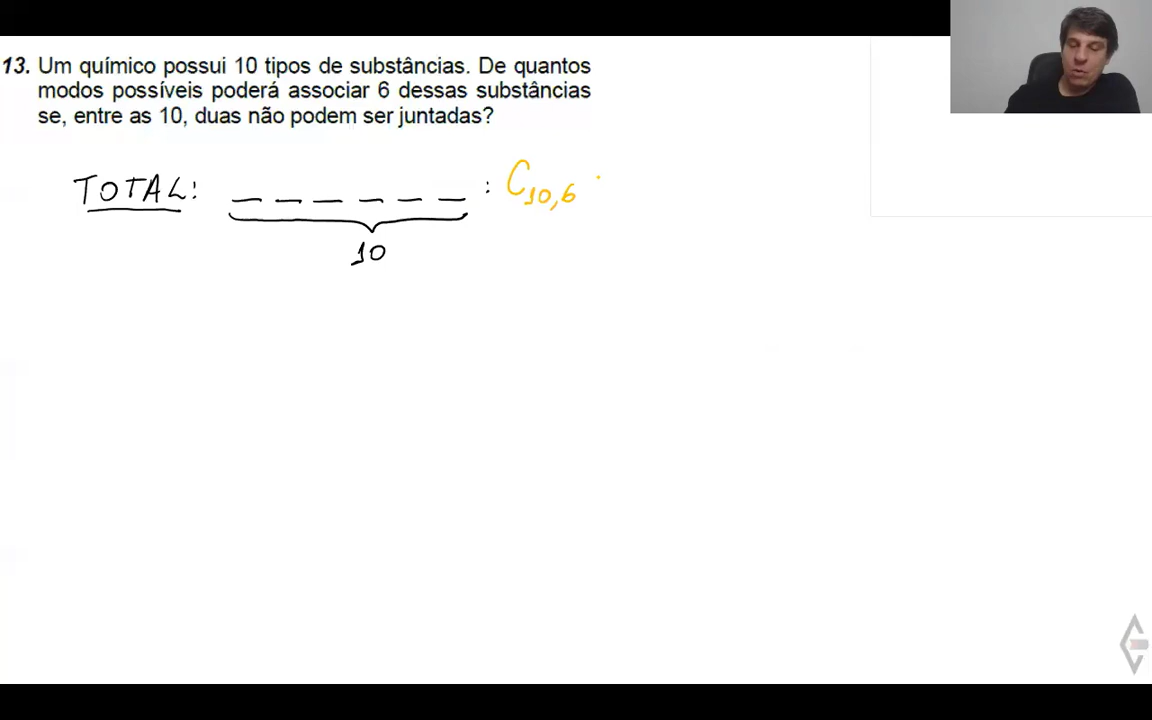 13. Um químico possui 10 tipos de substâncias. De quantos
modos possíveis poderá associar 6 dessas substâncias
se, entre as 10, duas não podem ser juntadas?
TOTAL: _ _ _ _ _ _ : C10,6
10